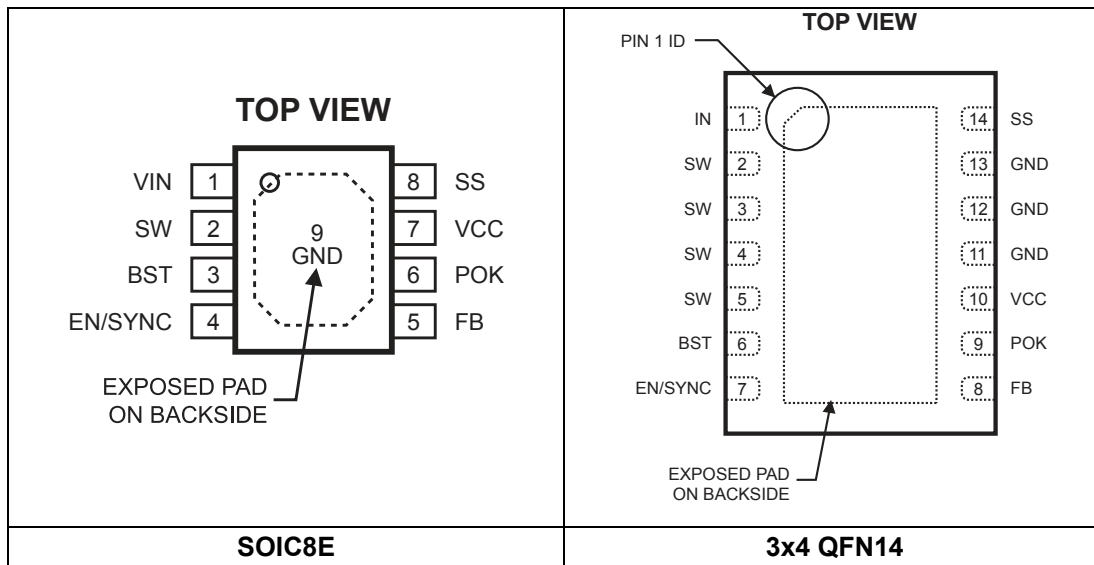 TOP VIEW
VIN 1 8 SS
SW 2 7 VCC
BST 3 6 POK
EN/SYNC 4 5 FB
9
GND
EXPOSED PAD
ON BACKSIDE
SOIC8E
TOP VIEW
PIN 1 ID
IN 1 14 SS
SW 2 13 GND
SW 3 12 GND
SW 4 11 GND
SW 5 10 VCC
BST 6 9 POK
EN/SYNC 7 8 FB
EXPOSED PAD
ON BACKSIDE
3x4 QFN14